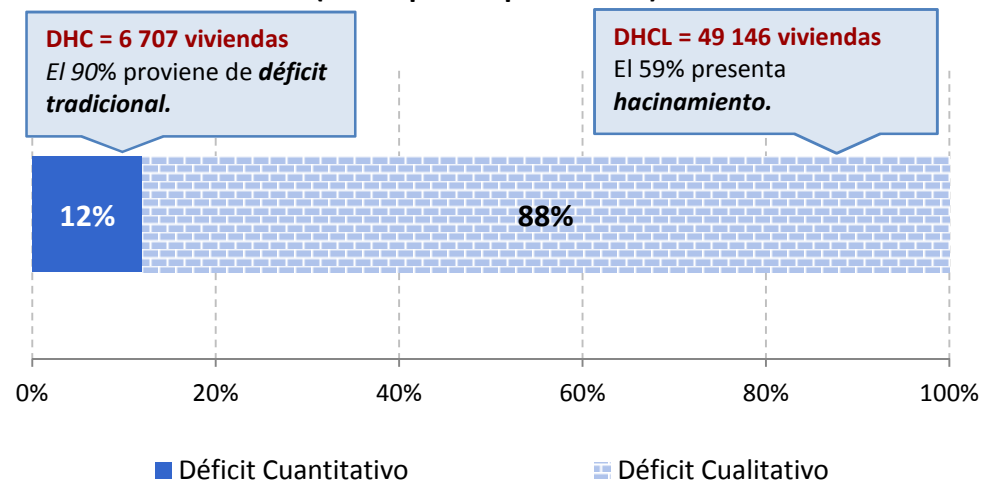 DHC = 6 707 viviendas
El 90% proviene de déficit
tradicional.
DHCL = 49 146 viviendas
El 59% presenta
hacinamiento.
12%
88%
0%
20%
40%
60%
80%
100%
Déficit Cuantitativo
Déficit Cualitativo